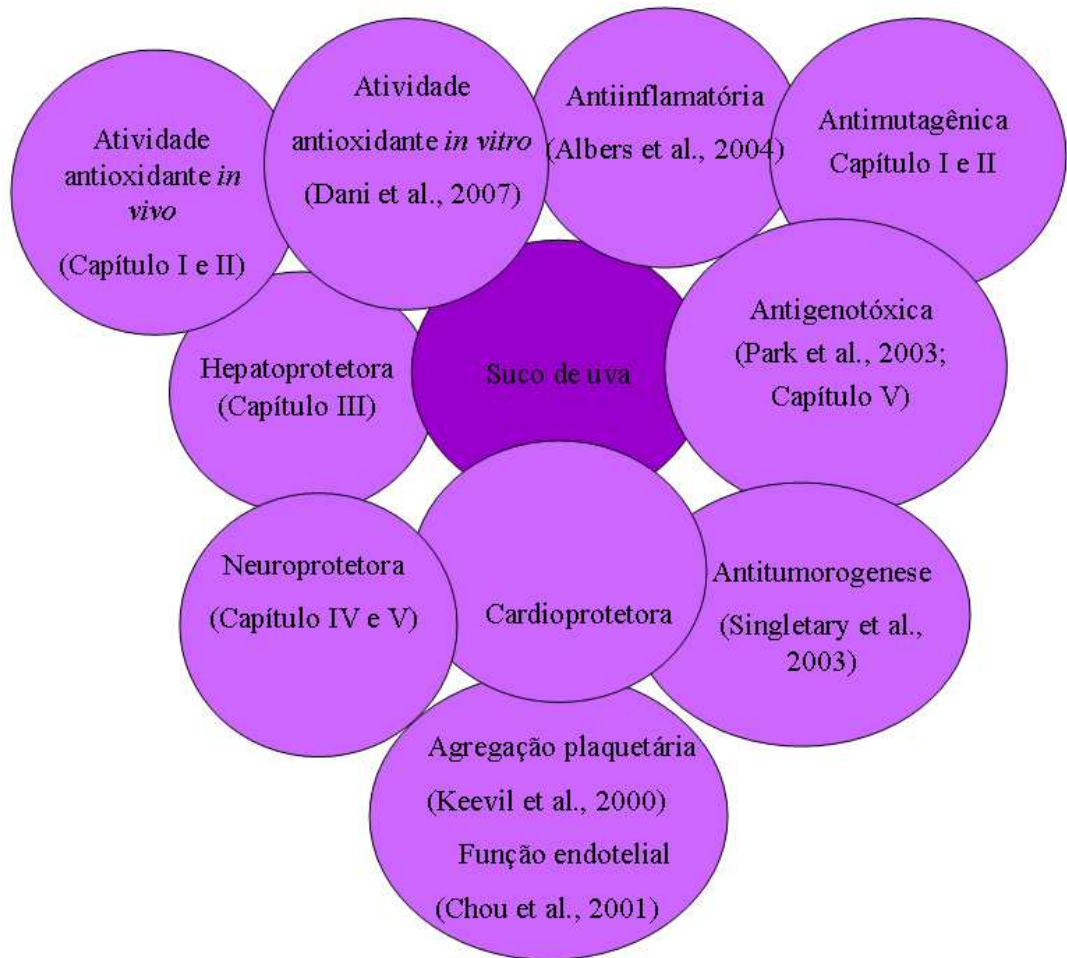 Atividade
antioxidante in
vivo
(Capítulo I e II)
Atividade
antioxidante in vitro
(Dani et al., 2007)
Antiinflamatória
(Albers et al., 2004)
Antimutagênica
Capítulo I e II
Hepatoprotetora
(Capítulo III)
Suco de uva
Antigenotóxica
(Park et al., 2003;
Capítulo V)
Neuroprotetora
(Capítulo IV e V)
Cardioprotetora
Antitumorogenese
(Singletary et al.,
2003)
Agregação plaquetária
(Keevil et al., 2000)
Função endotelial
(Chou et al., 2001)